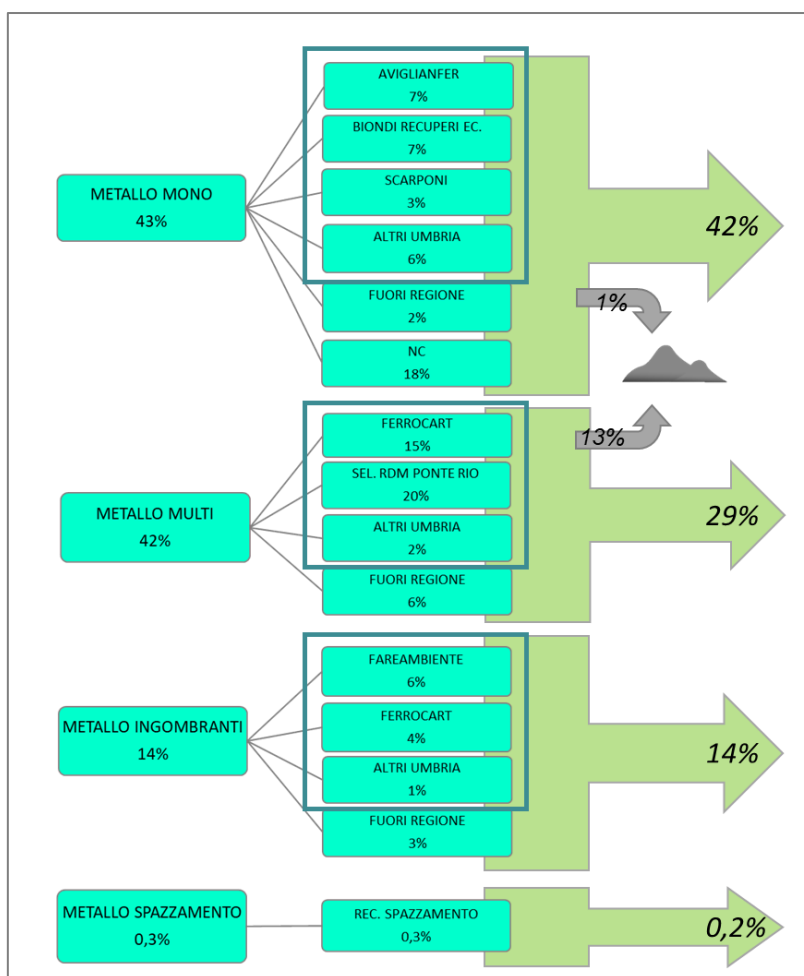 METALLO MONO
43%
AVIGLIANFER
7%
BIONDI RECUPERI EC.
7%
SCARPONI
3%
ALTRI UMBRIA
6%
FUORI REGIONE
2%
NC
18%
42%
1%
METALLO MULTI
42%
FERROCART
15%
SEL. RDM PONTE RIO
20%
ALTRI UMBRIA
2%
FUORI REGIONE
6%
13%
29%
METALLO INGOMBRANTI
14%
FAREAMBIENTE
6%
FERROCART
4%
ALTRI UMBRIA
1%
FUORI REGIONE
3%
14%
METALLO SPAZZAMENTO
0,3%
REC. SPAZZAMENTO
0,3%
0,2%